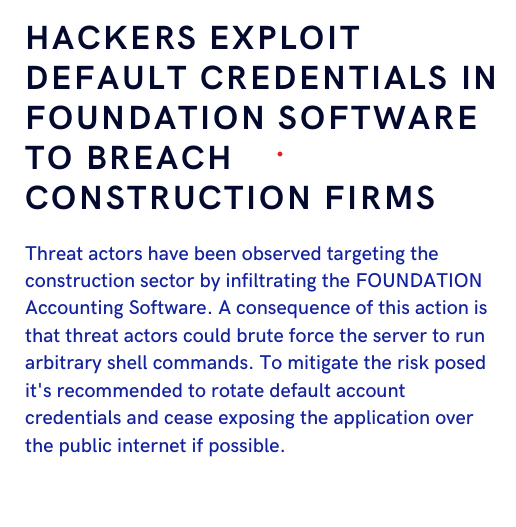 HACKERS EXPLOIT
DEFAULT CREDENTIALS IN
FOUNDATION SOFTWARE
TO BREACH
CONSTRUCTION FIRMS
Threat actors have been observed targeting the
construction sector by infiltrating the FOUNDATION
Accounting Software. A consequence of this action is
that threat actors could brute force the server to run
arbitrary shell commands. To mitigate the risk posed
it's recommended to rotate default account
credentials and cease exposing the application over
the public internet if possible.